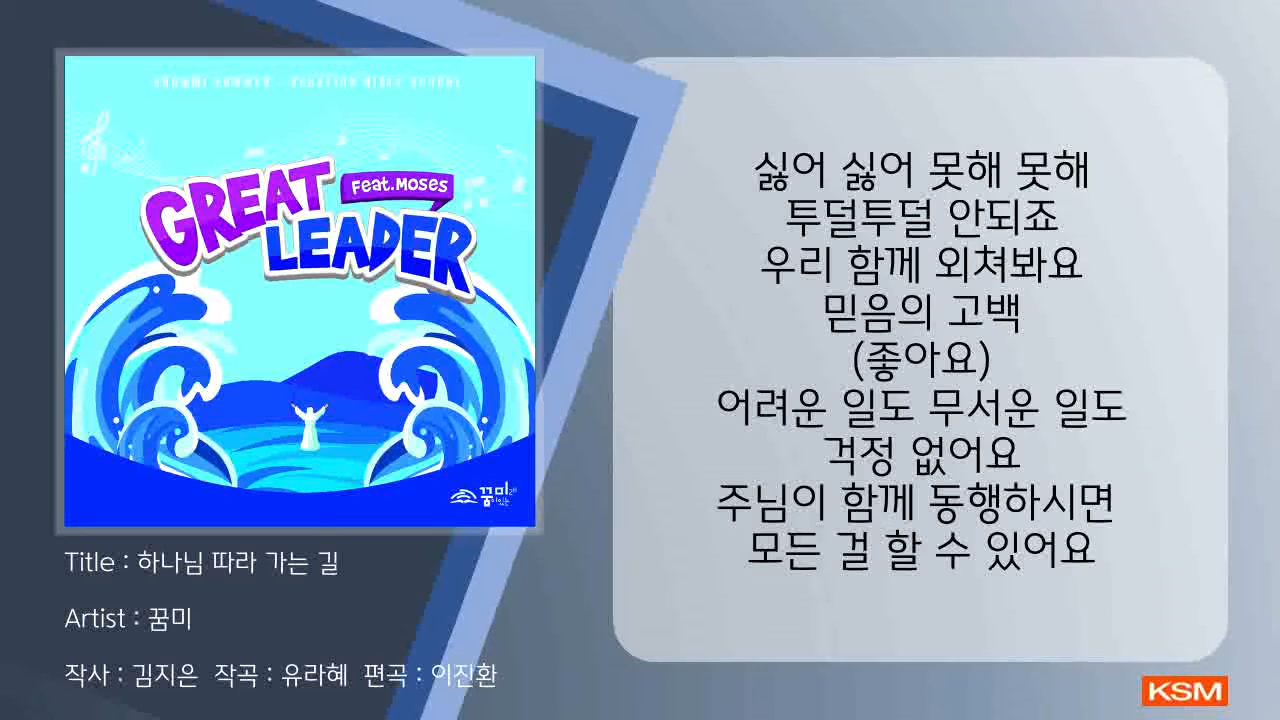 GREAT
Feat.MOSES
LEADER
꿈미
Title : 하나님 따라 가는 길
Artist : 꿈미
작사 : 김지은 작곡 : 유라혜 편곡 : 이진환
싫어 싫어 못해 못해
투덜투덜 안되죠
우리 함께 외쳐봐요
믿음의 고백
(좋아요)
어려운 일도 무서운 일도
걱정 없어요
주님이 함께 동행하시면
모든 걸 할 수 있어요
KSM